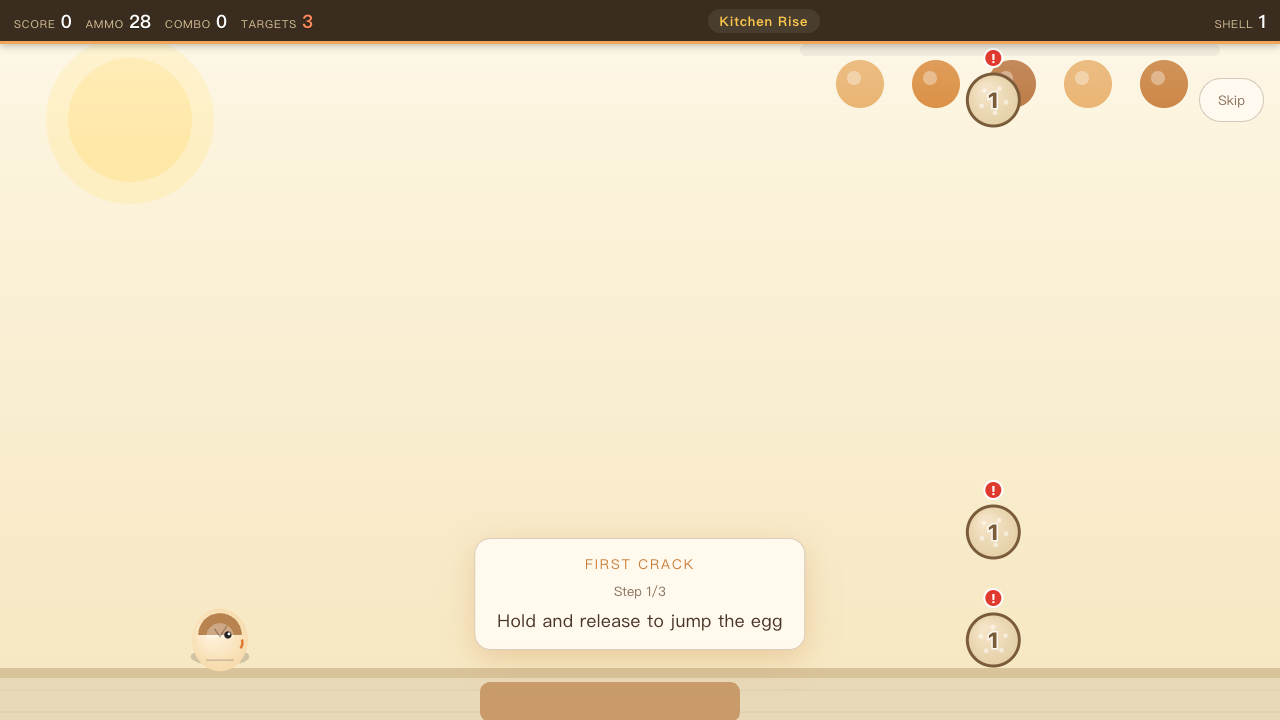 SCORE 0 AMMO 28 COMBO 0 TARGETS 3
Kitchen Rise
SHELL 1
!
1
Skip
!
1
FIRST CRACK
Step 1/3
Hold and release to jump the egg
!
1